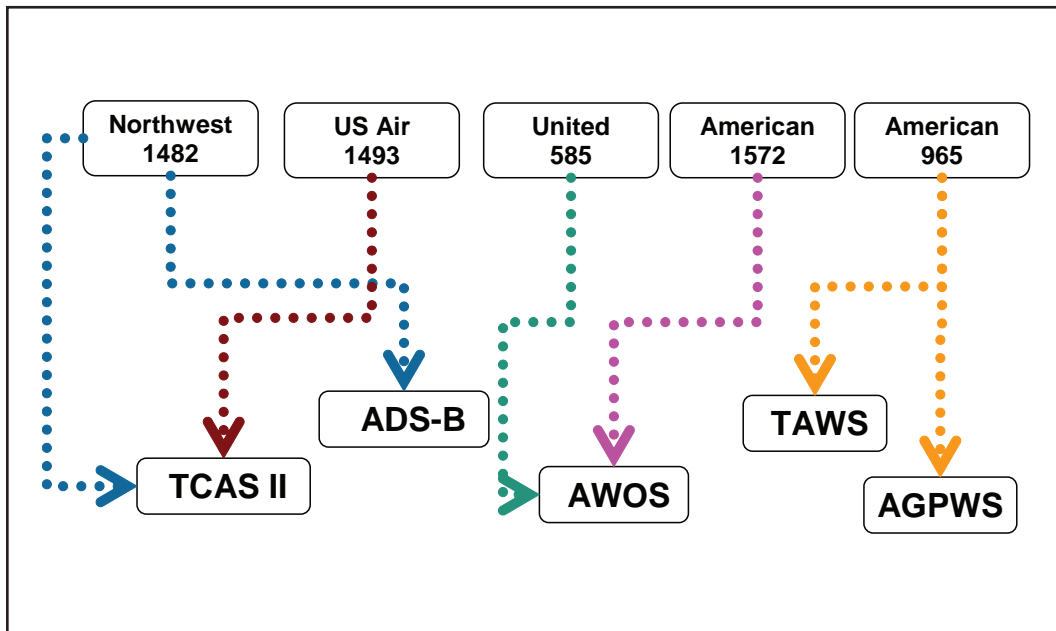 Northwest
1482
US Air
1493
United
585
American
1572
American
965
ADS-B
TAWS
TCAS II
AWOS
AGPWS